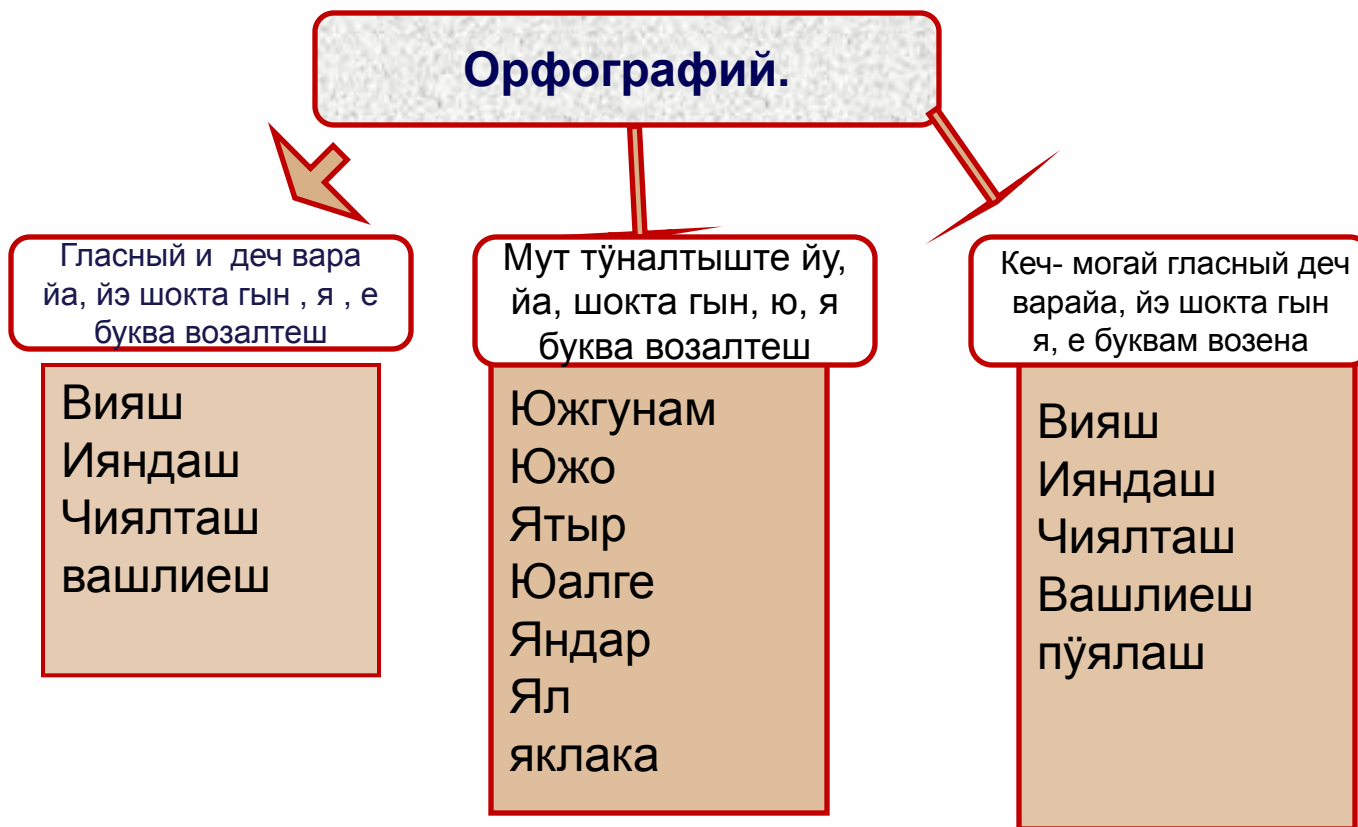 Орфографий.
Гласный и деч вара
йа, йэ шокта гын , я , е
буква возалтеш
Вияш
Ияндаш
Чиялташ
вашлиеш
Мут тӱналтыште йу,
йа, шокта гын, ю, я
буква возалтеш
Южгунам
Южо
Ятыр
Юалге
Яндар
Ял
яклака
Кеч- могай гласный деч
варайа, йэ шокта гын
я, е буквам возена
Вияш
Ияндаш
Чиялташ
Вашлиеш
пӱялаш